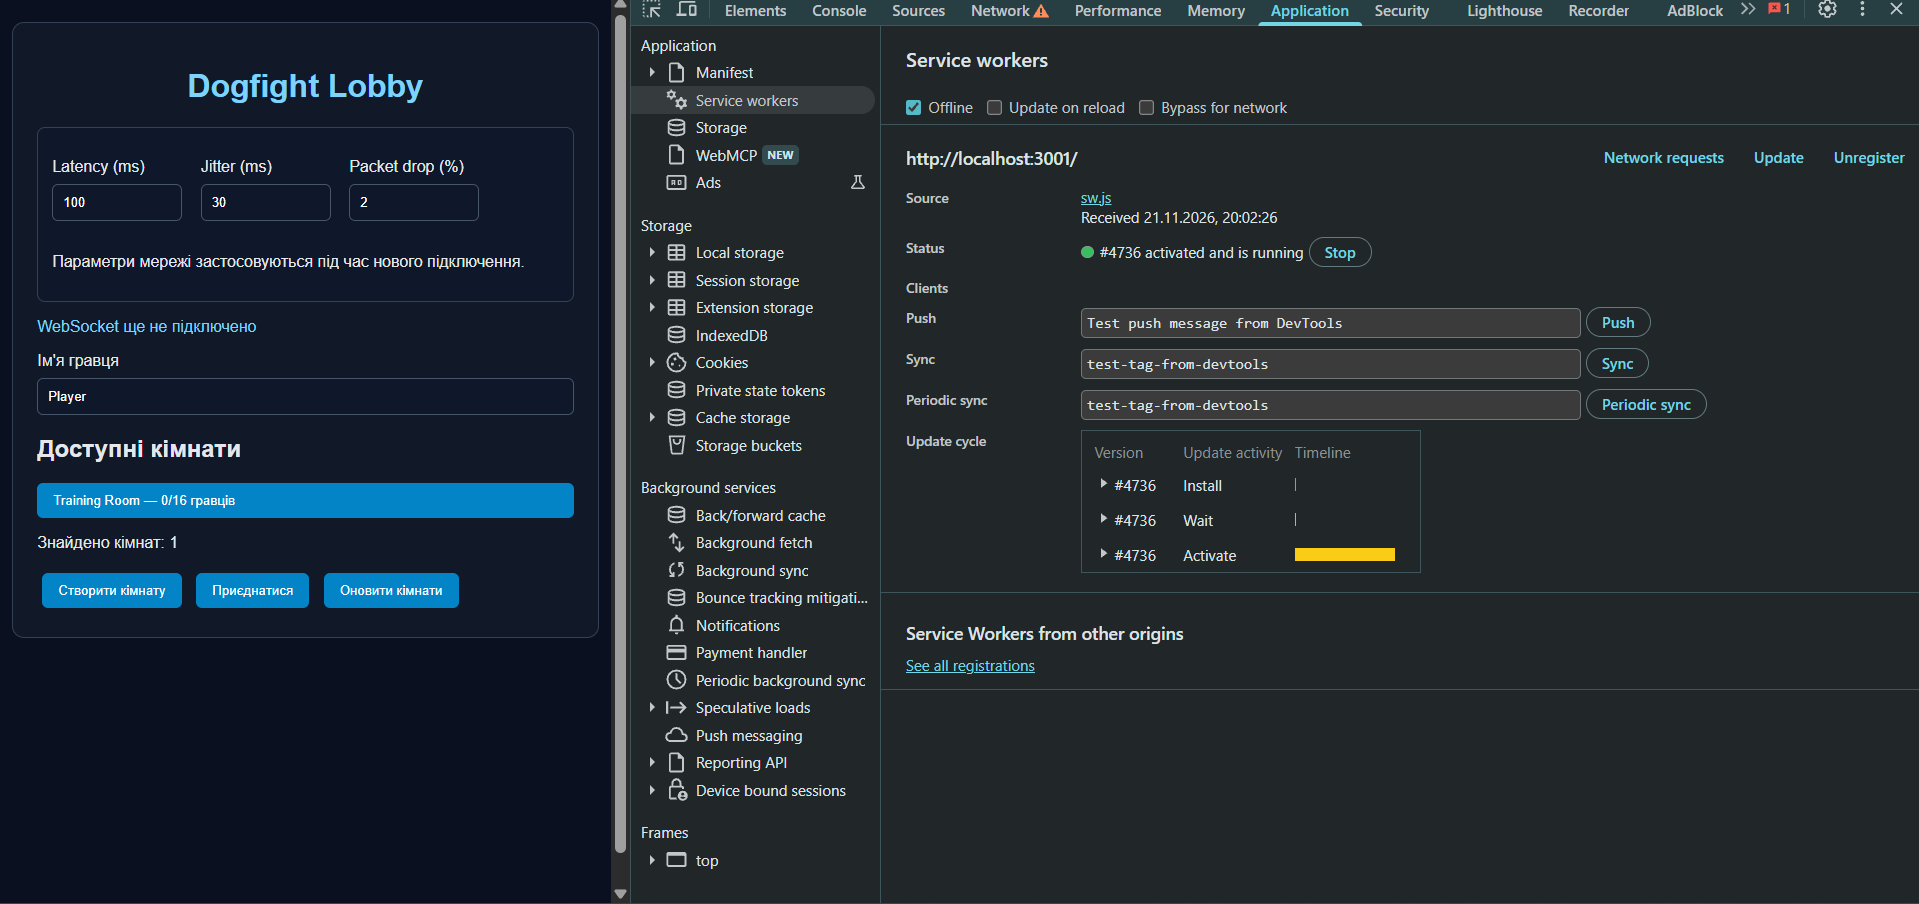 Dogfight Lobby
Latency (ms)
Jitter (ms)
Packet drop (%)
100
30
2
Параметри мережі застосовуються під час нового підключення.
WebSocket ще не підключено
Ім'я гравця
Player
Доступні кімнати
Training Room — 0/16 гравців
Знайдено кімнат: 1
Створити кімнату
Приєднатися
Оновити кімнати
Elements
Console
Sources
Network
Performance
Memory
Application
Security
Lighthouse
Recorder
AdBlock
1
Application
Manifest
Service workers
Storage
WebMCP NEW
Ads
Storage
Local storage
Session storage
Extension storage
IndexedDB
Cookies
Private state tokens
Cache storage
Storage buckets
Background services
Back/forward cache
Background fetch
Background sync
Bounce tracking mitigati...
Notifications
Payment handler
Periodic background sync
Speculative loads
Push messaging
Reporting API
Device bound sessions
Frames
top
Service workers
Offline
Update on reload
Bypass for network
http://localhost:3001/
Network requests
Update
Unregister
Source
sw.js
Received 21.11.2026, 20:02:26
Status
#4736 activated and is running
Stop
Clients
Push
Test push message from DevTools
Push
Sync
test-tag-from-devtools
Sync
Periodic sync
test-tag-from-devtools
Periodic sync
Update cycle
Version Update activity Timeline
#4736 Install
#4736 Wait
#4736 Activate
Service Workers from other origins
See all registrations